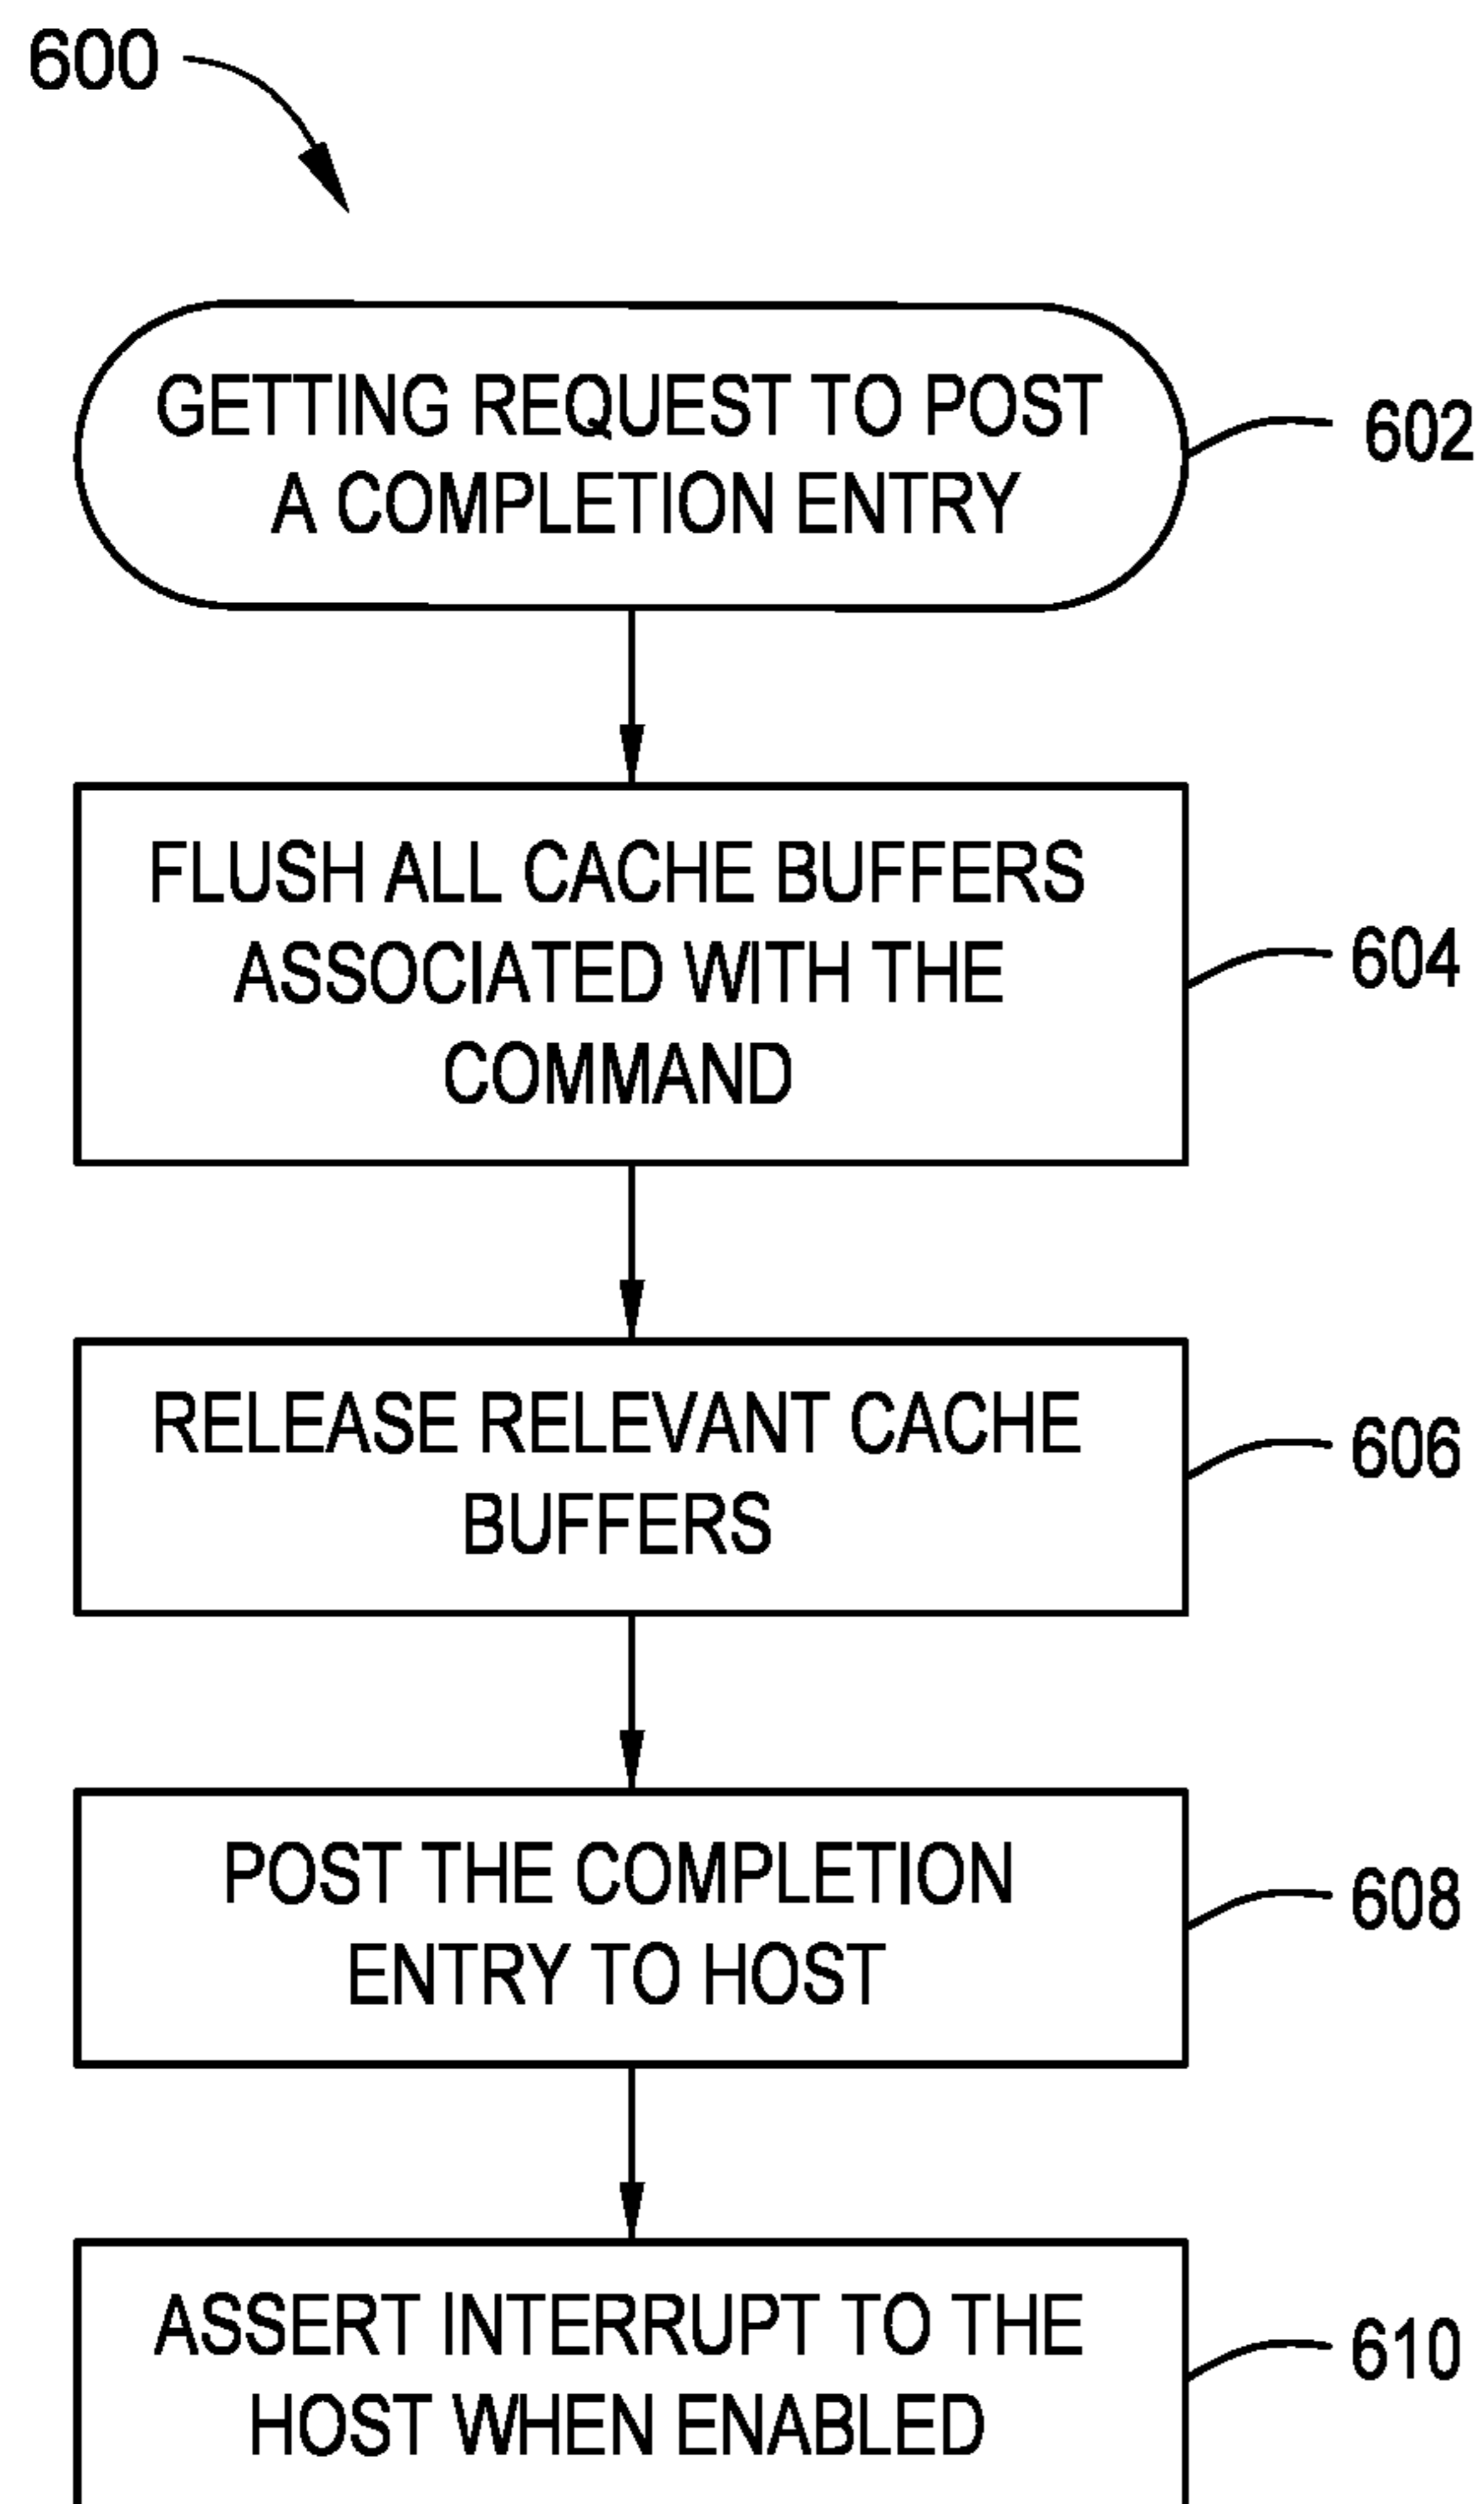 600
GETTING REQUEST TO POST
A COMPLETION ENTRY
602
FLUSH ALL CACHE BUFFERS
ASSOCIATED WITH THE
COMMAND
604
RELEASE RELEVANT CACHE
BUFFERS
606
POST THE COMPLETION
ENTRY TO HOST
608
ASSERT INTERRUPT TO THE
HOST WHEN ENABLED
610